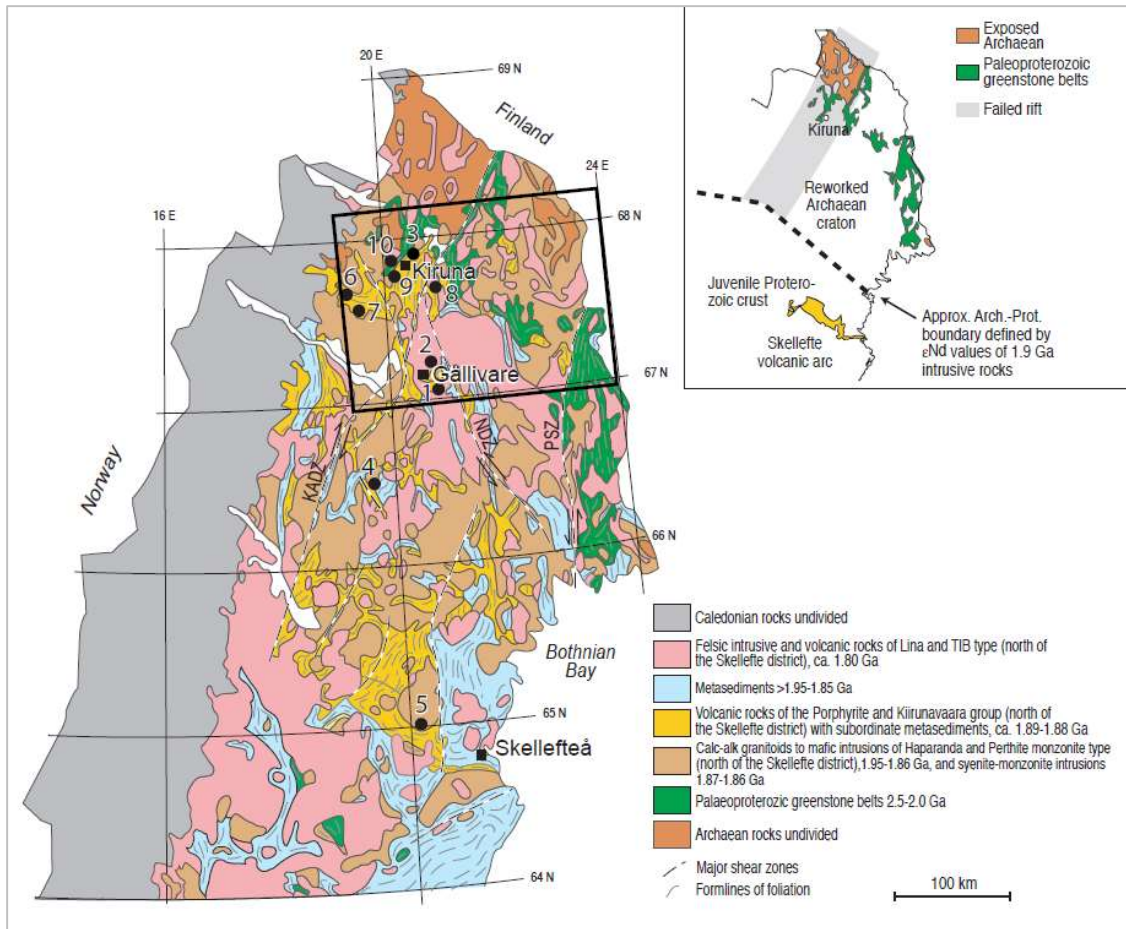 20 E
69 N
Finland
24 E
16 E
68 N
3
10
Kiruna
6
9
8
7
2
Gällivare
67 N
1
NDZ
PSZ
KADZ
4
Norway
66 N
Bothnian
Bay
5
65 N
Skellefteå
64 N
Exposed
Archaean
Paleoproterozoic
greenstone belts
Failed rift
Kiruna
Reworked
Archaean
craton
Juvenile Protero-
zoic crust
Skellefte
volcanic arc
Approx. Arch.-Prot.
boundary defined by
εNd values of 1.9 Ga
intrusive rocks
Caledonian rocks undivided
Felsic intrusive and volcanic rocks of Lina and TIB type (north of
the Skellefte district), ca. 1.80 Ga
Metasediments >1.95-1.85 Ga
Volcanic rocks of the Porphyrite and Kiirunavaara group (north of
the Skellefte district) with subordinate metasediments, ca. 1.89-1.88 Ga
Calc-alk granitoids to mafic intrusions of Haparanda and Perthite monzonite type
(north of the Skellefte district),1.95-1.86 Ga, and syenite-monzonite intrusions
1.87-1.86 Ga
Palaeoproterozic greenstone belts 2.5-2.0 Ga
Archaean rocks undivided
Major shear zones
Formlines of foliation
100 km